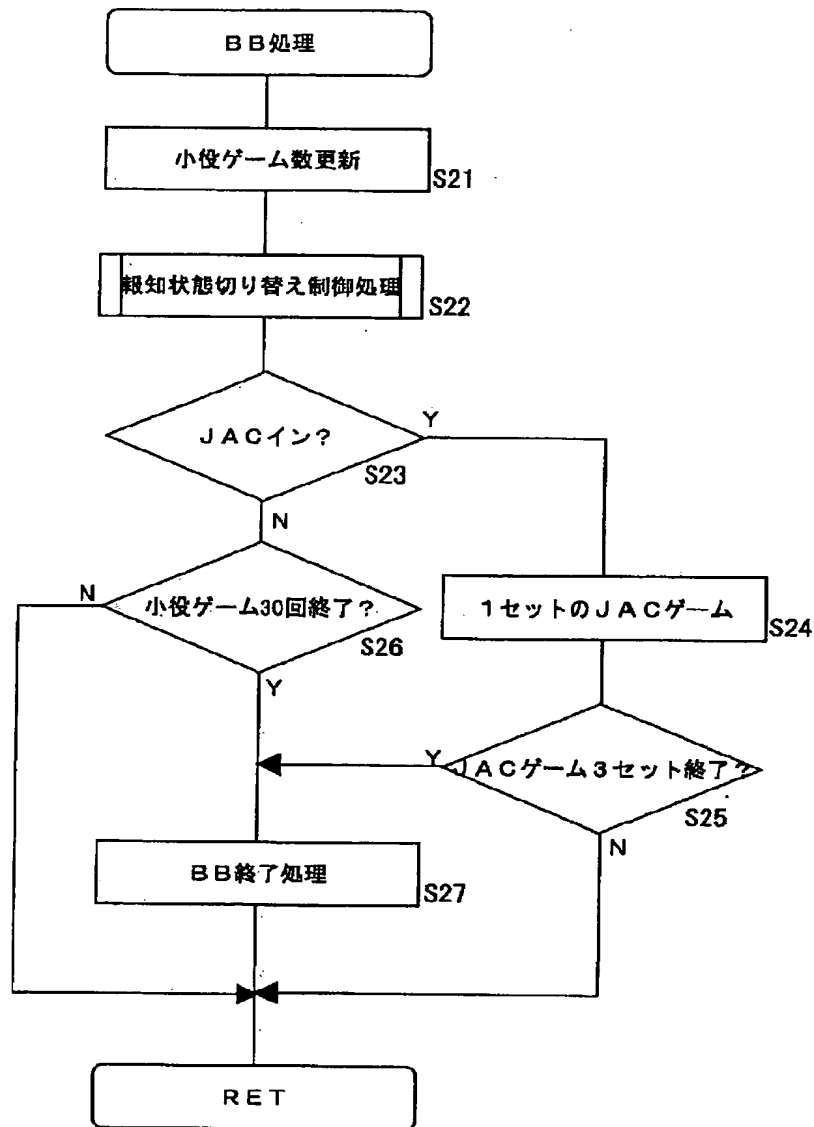 ＢＢ処理
小役ゲーム数更新
S21
報知状態切り替え制御処理
S22
ＪＡＣイン？
Y
S23
N
N
小役ゲーム30回終了？
S26
Y
１セットのＪＡＣゲーム
S24
Y
ＪＡＣゲーム３セット終了？
S25
N
ＢＢ終了処理
S27
ＲＥＴ